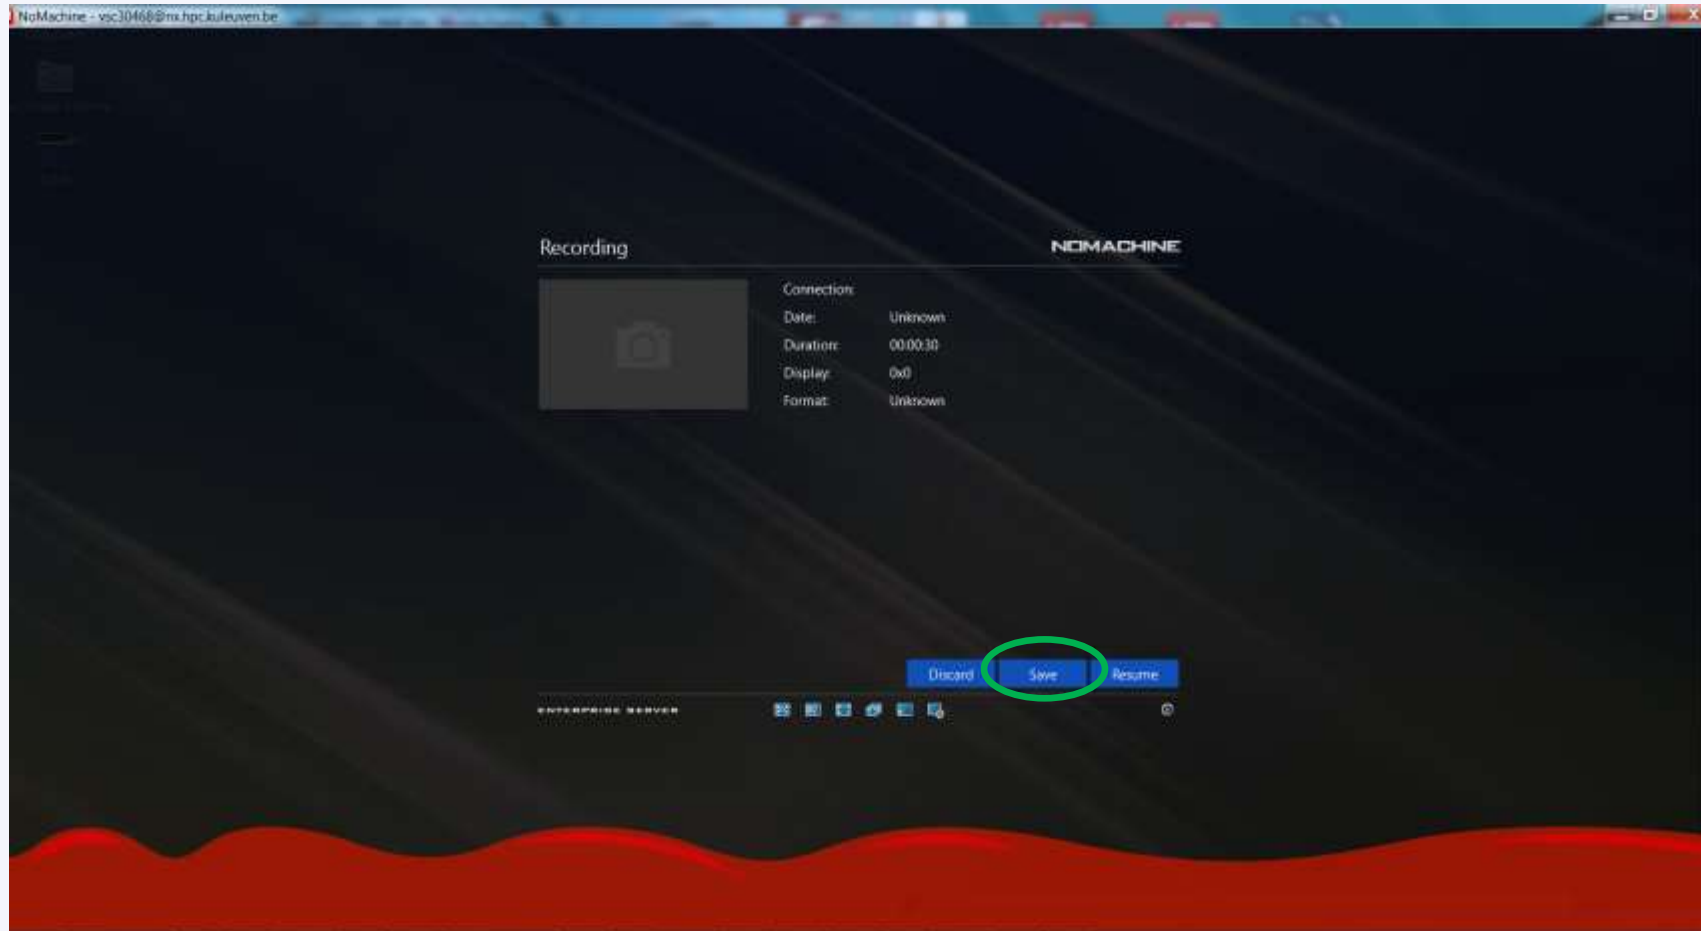 NoMachine - vsc30468@nx.hpc.kuleuven.be
Recording
NOMACHINE
Connection:
Date: Unknown
Duration: 00:00:30
Display: 0x0
Format: Unknown
Discard Save Resume
ENTERPRISE SERVER